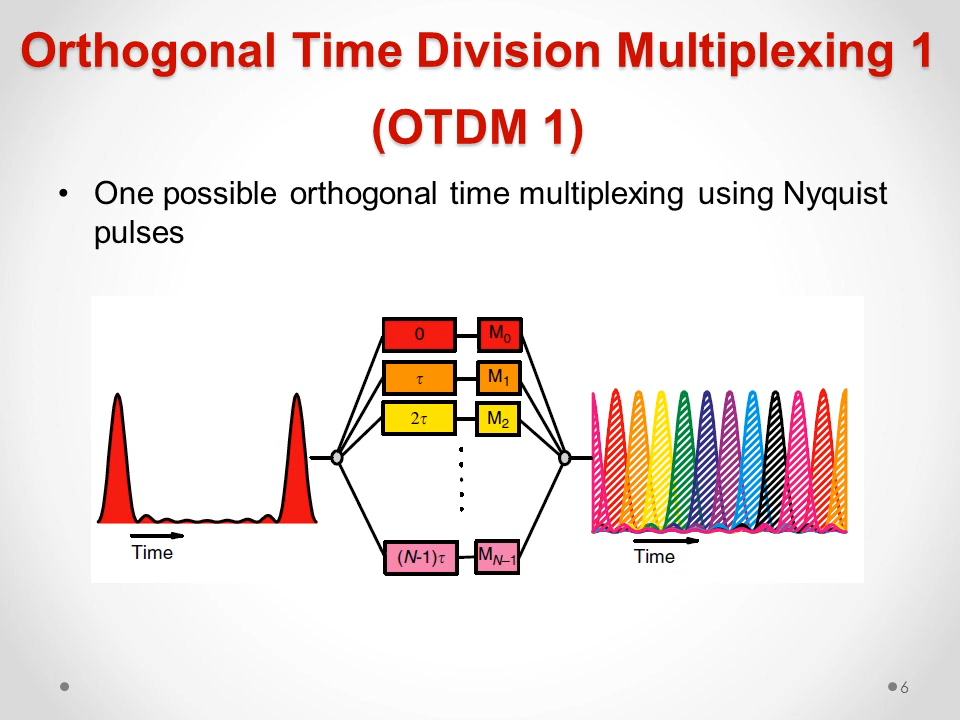 Orthogonal Time Division Multiplexing 1
(OTDM 1)
• One possible orthogonal time multiplexing using Nyquist
pulses
0 M0
τ M1
2τ M2
(N-1)τ MN–1
Time
Time
6